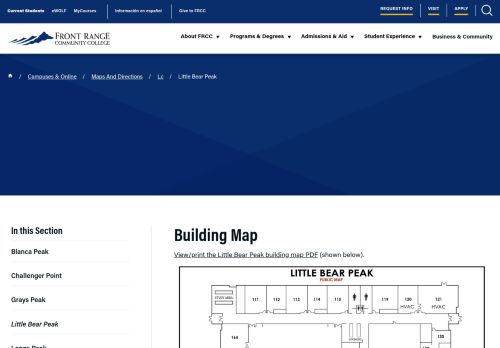 Current Students eWOLF MyCourses Información en español Give to FRCC REQUEST INFO VISIT APPLY
FRONT RANGE
COMMUNITY COLLEGE
About FRCC Programs & Degrees Admissions & Aid Student Experience Business & Community
/ Campuses & Online / Maps And Directions / Lc / Little Bear Peak
In this Section
Blanca Peak
Challenger Point
Grays Peak
Little Bear Peak
Longs Peak
Building Map
View/print the Little Bear Peak building map PDF (shown below).
LITTLE BEAR PEAK
PUBLIC MAP
STUDY AREA 111 112 113 114 115 119 120 121
HVAC HVAC
164
135